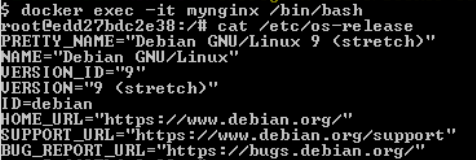 $ docker exec -it mynginx /bin/bash
root@edd27bdc2e38:/# cat /etc/os-release
PRETTY_NAME="Debian GNU/Linux 9 (stretch)"
NAME="Debian GNU/Linux"
VERSION_ID="9"
VERSION="9 (stretch)"
ID=debian
HOME_URL="https://www.debian.org/"
SUPPORT_URL="https://www.debian.org/support"
BUG_REPORT_URL="https://bugs.debian.org/"